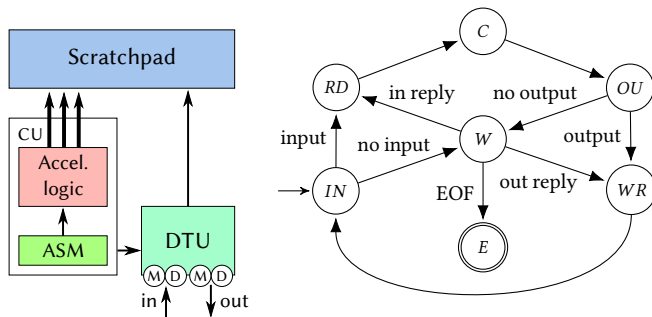 Scratchpad
CU
Accel.
logic
ASM
DTU
M D M D
in out
C
RD
in reply
no output
OU
input
no input
W
output
IN
EOF
out reply
WR
E